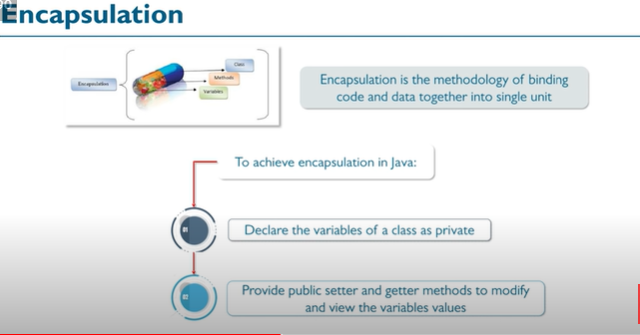 Encapsulation
Encapsulation
Class
Methods
Variables
Encapsulation is the methodology of binding
code and data together into single unit
To achieve encapsulation in Java:
01
Declare the variables of a class as private
02
Provide public setter and getter methods to modify
and view the variables values